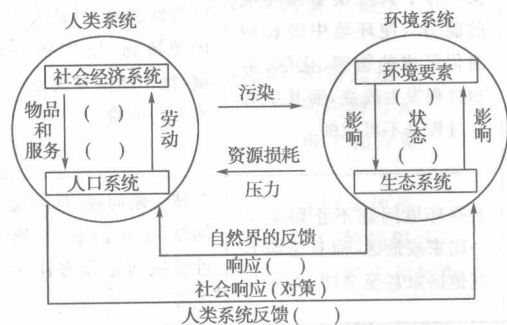 人类系统
环境系统
社会经济系统
环境要素
物品
和
服务
( )
( )
劳动
污染
资源损耗
压力
影响
状态
( )
影响
人口系统
生态系统
自然界的反馈
响应( )
社会响应(对策)
人类系统反馈( )